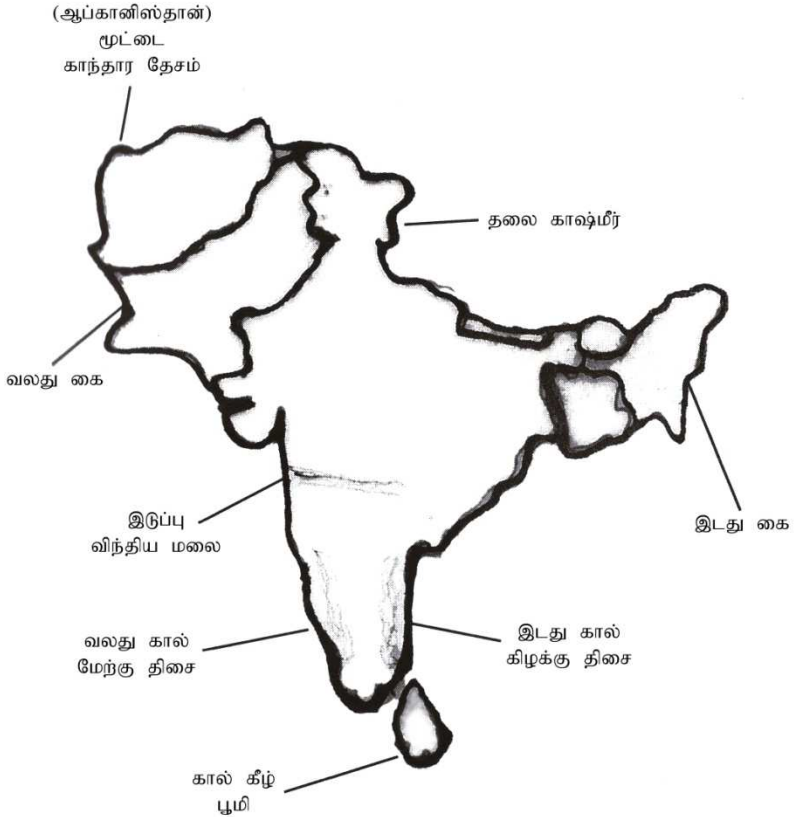 (ஆப்கானிஸ்தான்)
மூட்டை
காந்தார தேசம்
தலை காஷ்மீர்
வலது கை
இடது கை
இடுப்பு
விந்திய மலை
வலது கால்
மேற்கு திசை
இடது கால்
கிழக்கு திசை
கால் கீழ்
பூமி